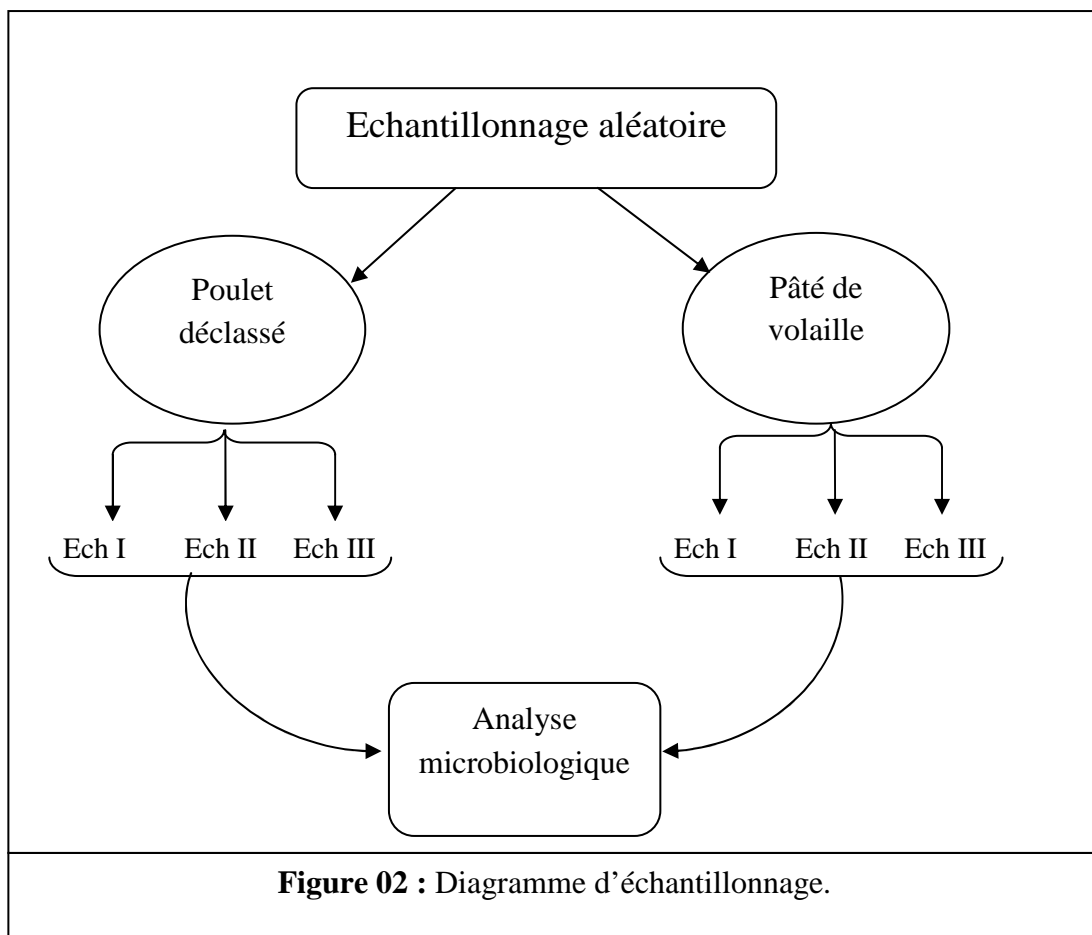 Echantillonnage aléatoire
Poulet
déclassé
Pâté de
volaille
Ech I Ech II Ech III
Ech I Ech II Ech III
Analyse
microbiologique
Figure 02 : Diagramme d’échantillonnage.